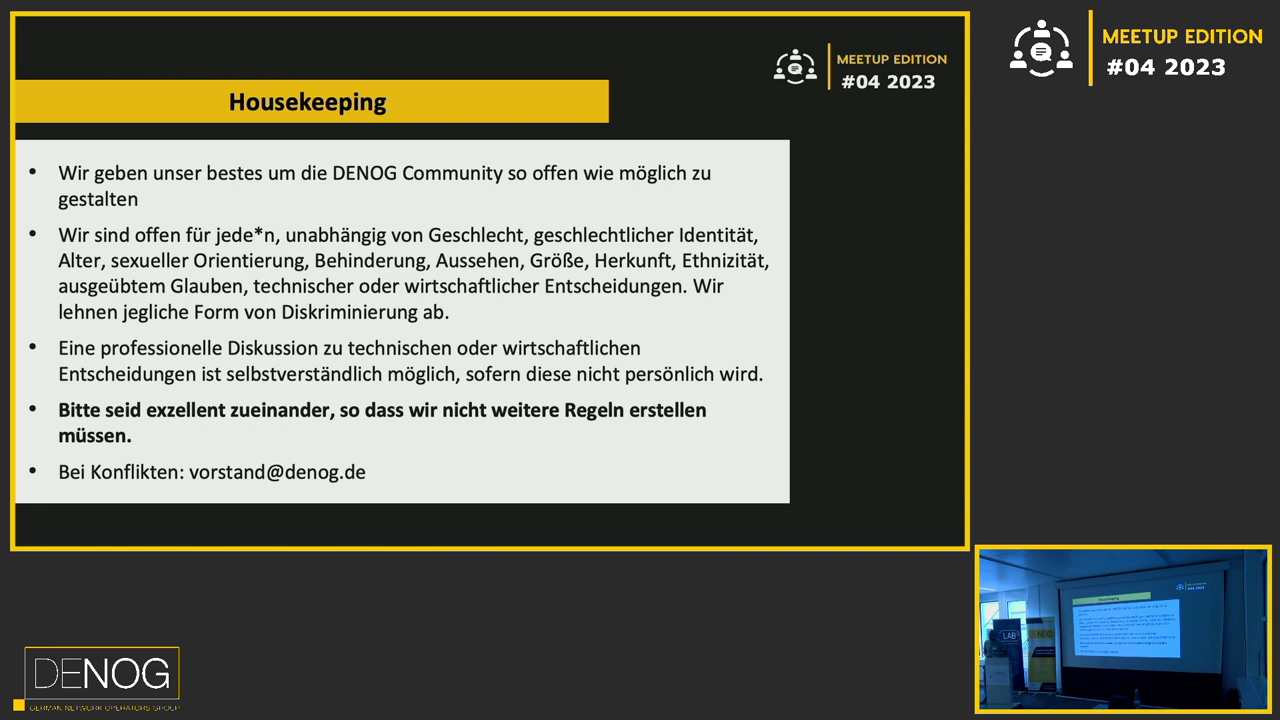 MEETUP EDITION
#04 2023
Housekeeping
• Wir geben unser bestes um die DENOG Community so offen wie möglich zu
gestalten
• Wir sind offen für jede*n, unabhängig von Geschlecht, geschlechtlicher Identität,
Alter, sexueller Orientierung, Behinderung, Aussehen, Größe, Herkunft, Ethnizität,
ausgeübtem Glauben, technischer oder wirtschaftlicher Entscheidungen. Wir
lehnen jegliche Form von Diskriminierung ab.
• Eine professionelle Diskussion zu technischen oder wirtschaftlichen
Entscheidungen ist selbstverständlich möglich, sofern diese nicht persönlich wird.
• Bitte seid exzellent zueinander, so dass wir nicht weitere Regeln erstellen
müssen.
• Bei Konflikten: vorstand@denog.de
MEETUP EDITION
#04 2023
DENOG
GERMAN NETWORK OPERATORS GROUP
Housekeeping
LAB
DENOG